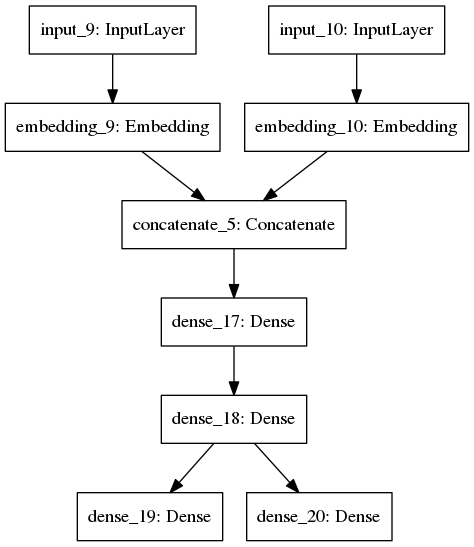 input_9: InputLayer
input_10: InputLayer
embedding_9: Embedding
embedding_10: Embedding
concatenate_5: Concatenate
dense_17: Dense
dense_18: Dense
dense_19: Dense
dense_20: Dense